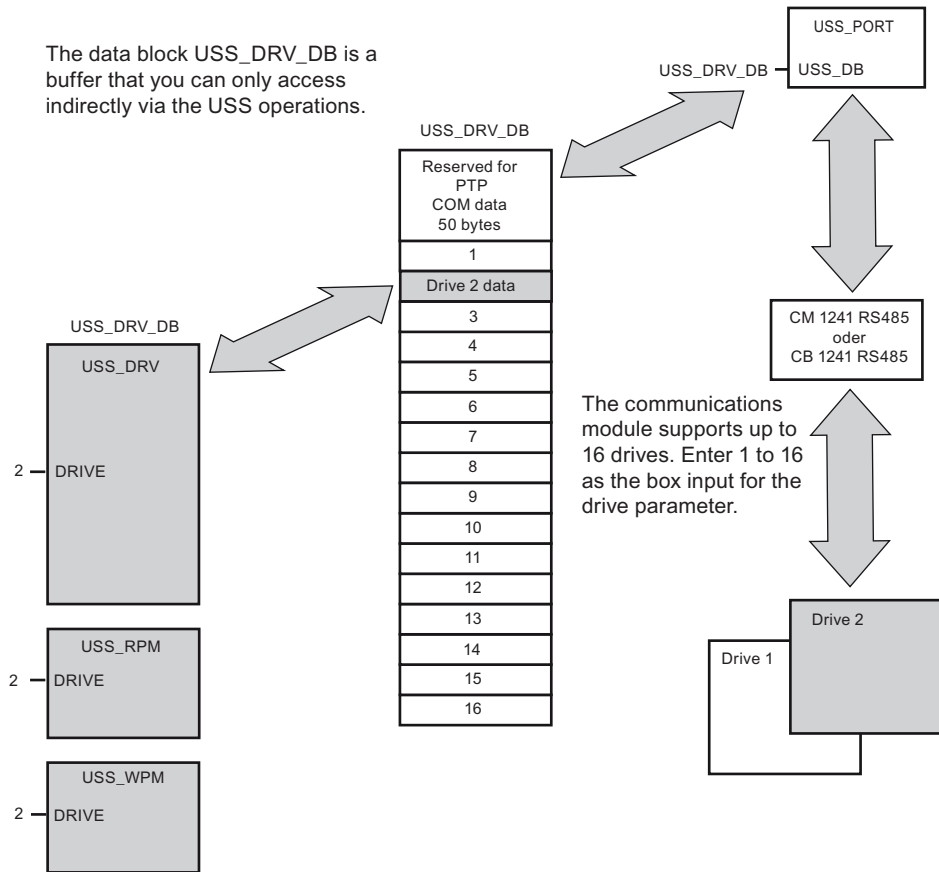 The data block USS_DRV_DB is a
buffer that you can only access
indirectly via the USS operations.
USS_PORT
USS_DRV_DB
USS_DB
USS_DRV_DB
Reserved for
PTP
COM data
50 bytes
1
Drive 2 data
3
4
5
6
7
8
9
10
11
12
13
14
15
16
USS_DRV_DB
USS_DRV
2
DRIVE
USS_RPM
2
DRIVE
USS_WPM
2
DRIVE
CM 1241 RS485
oder
CB 1241 RS485
The communications
module supports up to
16 drives. Enter 1 to 16
as the box input for the
drive parameter.
Drive 2
Drive 1